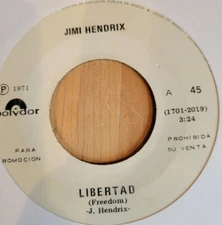 JIMI HENDRIX
℗ 1971
polydor
A 45
(1701-2019)
3:24
PARA
PROMOCION
PROHIBIDA
SU VENTA
LIBERTAD
(Freedom)
-J. Hendrix-